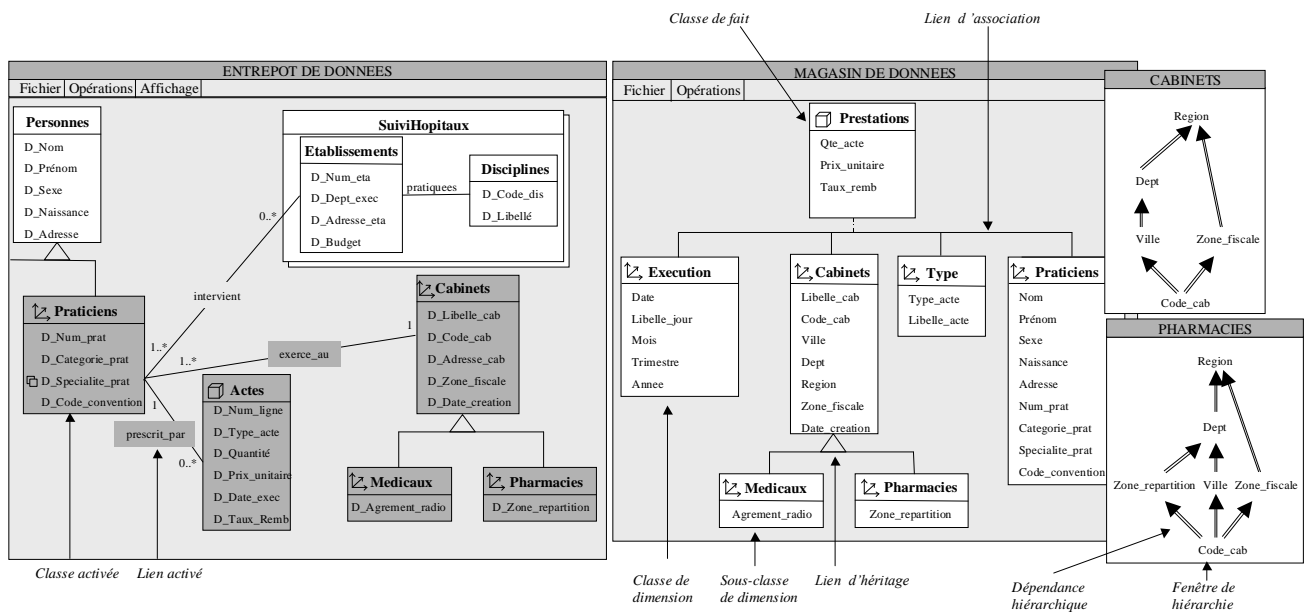 Classe de fait
Lien d 'association
ENTREPOT DE DONNEES
Fichier Opérations Affichage
Personnes
D_Nom
D_Prénom
D_Sexe
D_Naissance
D_Adresse
SuiviHopitaux
Etablissements
D_Num_eta
D_Dept_exec
D_Adresse_eta
D_Budget
pratiquees
Disciplines
D_Code_dis
D_Libellé
0..*
intervient
1..*
Praticiens
D_Num_prat
D_Categorie_prat
D_Specialite_prat
D_Code_convention
1..*
exerce_au
1
Cabinets
D_Libelle_cab
D_Code_cab
D_Adresse_cab
D_Zone_fiscale
D_Date_creation
1
prescrit_par
0..*
Actes
D_Num_ligne
D_Type_acte
D_Quantité
D_Prix_unitaire
D_Date_exec
D_Taux_Remb
Medicaux
D_Agrement_radio
Pharmacies
D_Zone_repartition
Classe activée
Lien activé
MAGASIN DE DONNEES
Fichier Opérations
Prestations
Qte_acte
Prix_unitaire
Taux_remb
Execution
Date
Libelle_jour
Mois
Trimestre
Annee
Cabinets
Libelle_cab
Code_cab
Ville
Dept
Region
Zone_fiscale
Date_creation
Type
Type_acte
Libelle_acte
Praticiens
Nom
Prénom
Sexe
Naissance
Adresse
Num_prat
Categorie_prat
Specialite_prat
Code_convention
Medicaux
Agrement_radio
Pharmacies
Zone_repartition
Classe de
dimension
Sous-classe
de dimension
Lien d'héritage
CABINETS
Region
Dept
Ville
Zone_fiscale
Code_cab
PHARMACIES
Region
Dept
Zone_repartition
Ville
Zone_fiscale
Code_cab
Dépendance
hiérarchique
Fenêtre de
hiérarchie